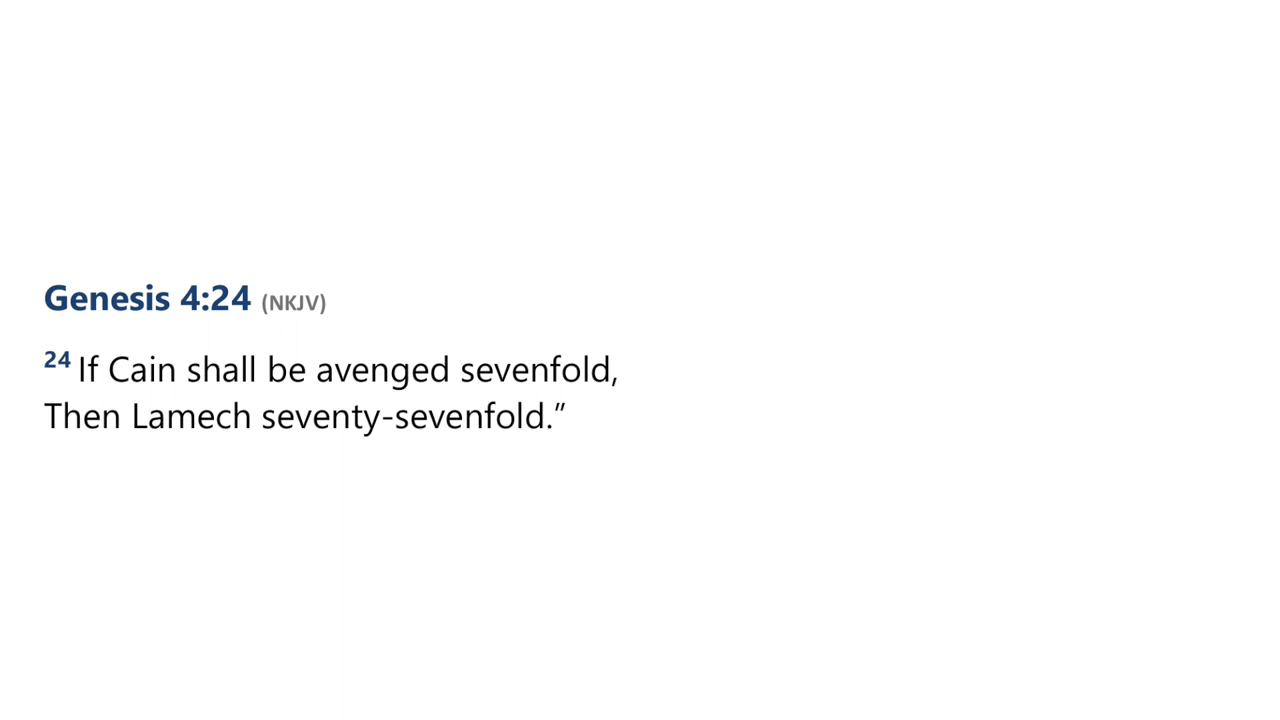 Genesis 4:24 (NKJV)
24 If Cain shall be avenged sevenfold,
Then Lamech seventy-sevenfold.”